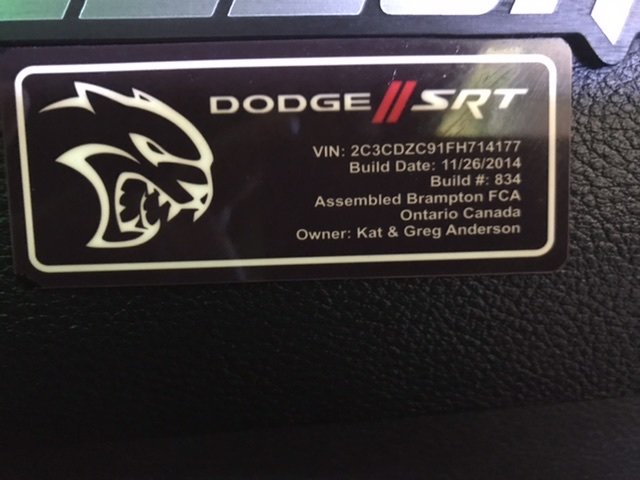 DODGE SRT
VIN: 2C3CDZC91FH714177
Build Date: 11/26/2014
Build #: 834
Assembled Brampton FCA
Ontario Canada
Owner: Kat & Greg Anderson